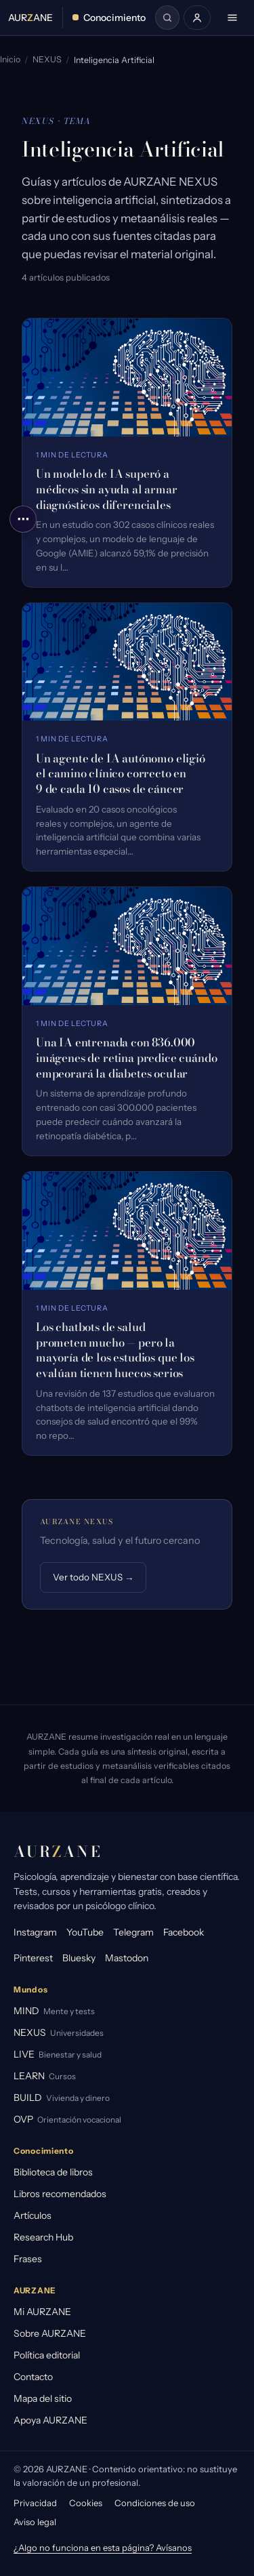 AURZANE
Conocimiento
Inicio / NEXUS / Inteligencia Artificial
NEXUS · TEMA
Inteligencia Artificial
Guías y artículos de AURZANE NEXUS
sobre inteligencia artificial, sintetizados a
partir de estudios y metaanálisis reales —
cada uno con sus fuentes citadas para
que puedas revisar el material original.
4 artículos publicados
1 MIN DE LECTURA
Un modelo de IA superó a
médicos sin ayuda al armar
diagnósticos diferenciales
En un estudio con 302 casos clínicos reales
y complejos, un modelo de lenguaje de
Google (AMIE) alcanzó 59,1% de precisión
en su l...
1 MIN DE LECTURA
Un agente de IA autónomo eligió
el camino clínico correcto en
9 de cada 10 casos de cáncer
Evaluado en 20 casos oncológicos
reales y complejos, un agente de
inteligencia artificial que combina varias
herramientas especial...
1 MIN DE LECTURA
Una IA entrenada con 836.000
imágenes de retina predice cuándo
empeorará la diabetes ocular
Un sistema de aprendizaje profundo
entrenado con casi 300.000 pacientes
puede predecir cuándo avanzará la
retinopatía diabética, p...
1 MIN DE LECTURA
Los chatbots de salud
prometen mucho — pero la
mayoría de los estudios que los
evalúan tienen huecos serios
Una revisión de 137 estudios que evaluaron
chatbots de inteligencia artificial dando
consejos de salud encontró que el 99%
no repo...
AURZANE NEXUS
Tecnología, salud y el futuro cercano
Ver todo NEXUS →
AURZANE resume investigación real en un lenguaje
simple. Cada guía es una síntesis original, escrita a
partir de estudios y metaanálisis verificables citados
al final de cada artículo.
AURZANE
Psicología, aprendizaje y bienestar con base científica.
Tests, cursos y herramientas gratis, creados y
revisados por un psicólogo clínico.
Instagram YouTube Telegram Facebook
Pinterest Bluesky Mastodon
Mundos
MIND Mente y tests
NEXUS Universidades
LIVE Bienestar y salud
LEARN Cursos
BUILD Vivienda y dinero
OVP Orientación vocacional
Conocimiento
Biblioteca de libros
Libros recomendados
Artículos
Research Hub
Frases
AURZANE
Mi AURZANE
Sobre AURZANE
Política editorial
Contacto
Mapa del sitio
Apoya AURZANE
© 2026 AURZANE · Contenido orientativo: no sustituye
la valoración de un profesional.
Privacidad Cookies Condiciones de uso
Aviso legal
¿Algo no funciona en esta página? Avísanos